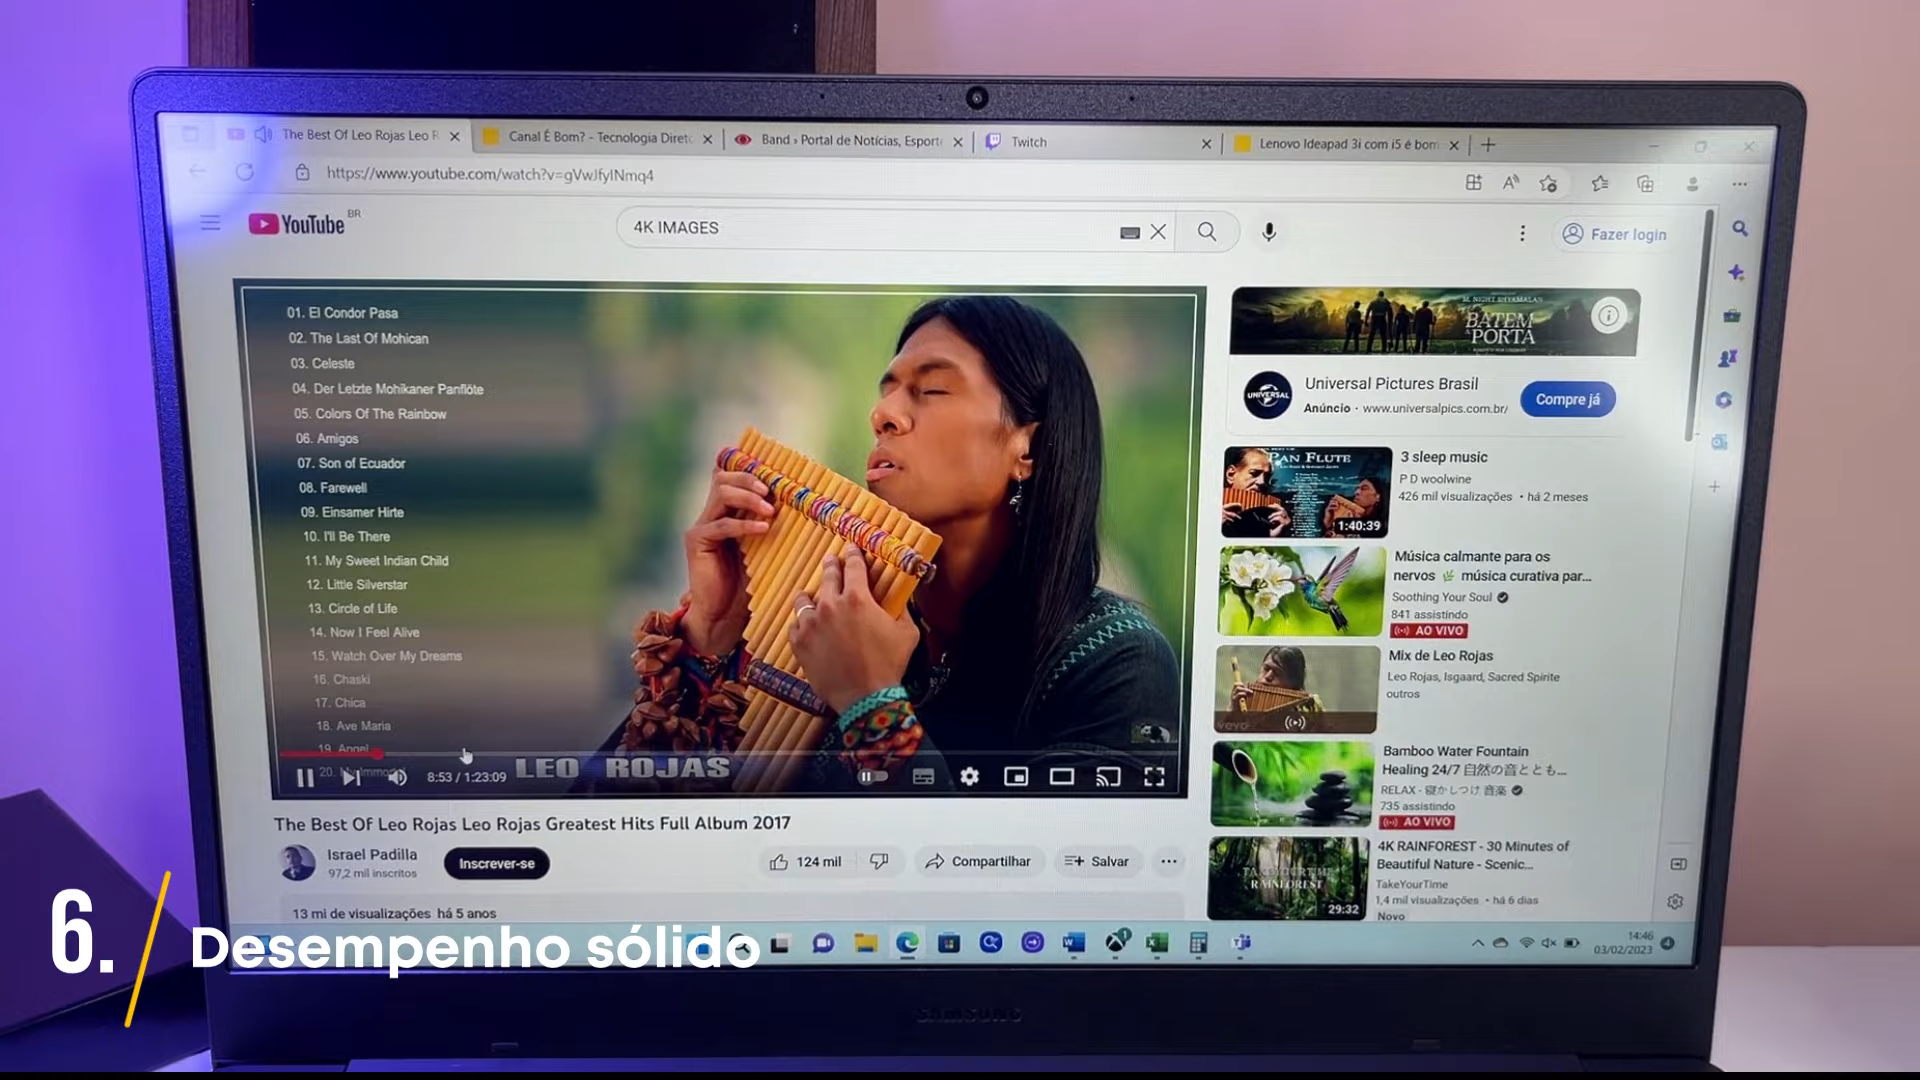 The Best Of Leo Rojas Leo R
Canal É Bom? - Tecnologia Direto
Band › Portal de Notícias, Esporte
Twitch
Lenovo Ideapad 3i com i5 é bom
https://www.youtube.com/watch?v=gVwJfyINmq4
YouTube BR
4K IMAGES
Fazer login
01. El Condor Pasa
02. The Last Of Mohican
03. Celeste
04. Der Letzte Mohikaner Panflöte
05. Colors Of The Rainbow
06. Amigos
07. Son of Ecuador
08. Farewell
09. Einsamer Hirte
10. I'll Be There
11. My Sweet Indian Child
12. Little Silverstar
13. Circle of Life
14. Now I Feel Alive
15. Watch Over My Dreams
16. Chaski
17. Chica
18. Ave Maria
19. Angel
20.
LEO ROJAS
8:53 / 1:23:09
The Best Of Leo Rojas Leo Rojas Greatest Hits Full Album 2017
Israel Padilla
97,2 mil inscritos
Inscrever-se
124 mil
Compartilhar
Salvar
13 mi de visualizações há 5 anos
M. NIGHT SHYAMALAN
BATEM
PORTA
UNIVERSAL
Universal Pictures Brasil
Anúncio · www.universalpics.com.br/
Compre já
PAN FLUTE
1:40:39
3 sleep music
P D woolwine
426 mil visualizações • há 2 meses
Música calmante para os
nervos 🌿 música curativa par...
Soothing Your Soul
841 assistindo
AO VIVO
vevo
Mix de Leo Rojas
Leo Rojas, Isgaard, Sacred Spirite
outros
Bamboo Water Fountain
Healing 24/7 自然の音ととも...
RELAX - 寝かしつけ 音楽
735 assistindo
AO VIVO
TAKEYOURTIME
RAINFOREST
29:32
4K RAINFOREST - 30 Minutes of
Beautiful Nature - Scenic...
TakeYourTime
1,4 mil visualizações • há 6 dias
Novo
14:46
03/02/2023
4
SAMSUNG
6. Desempenho sólido